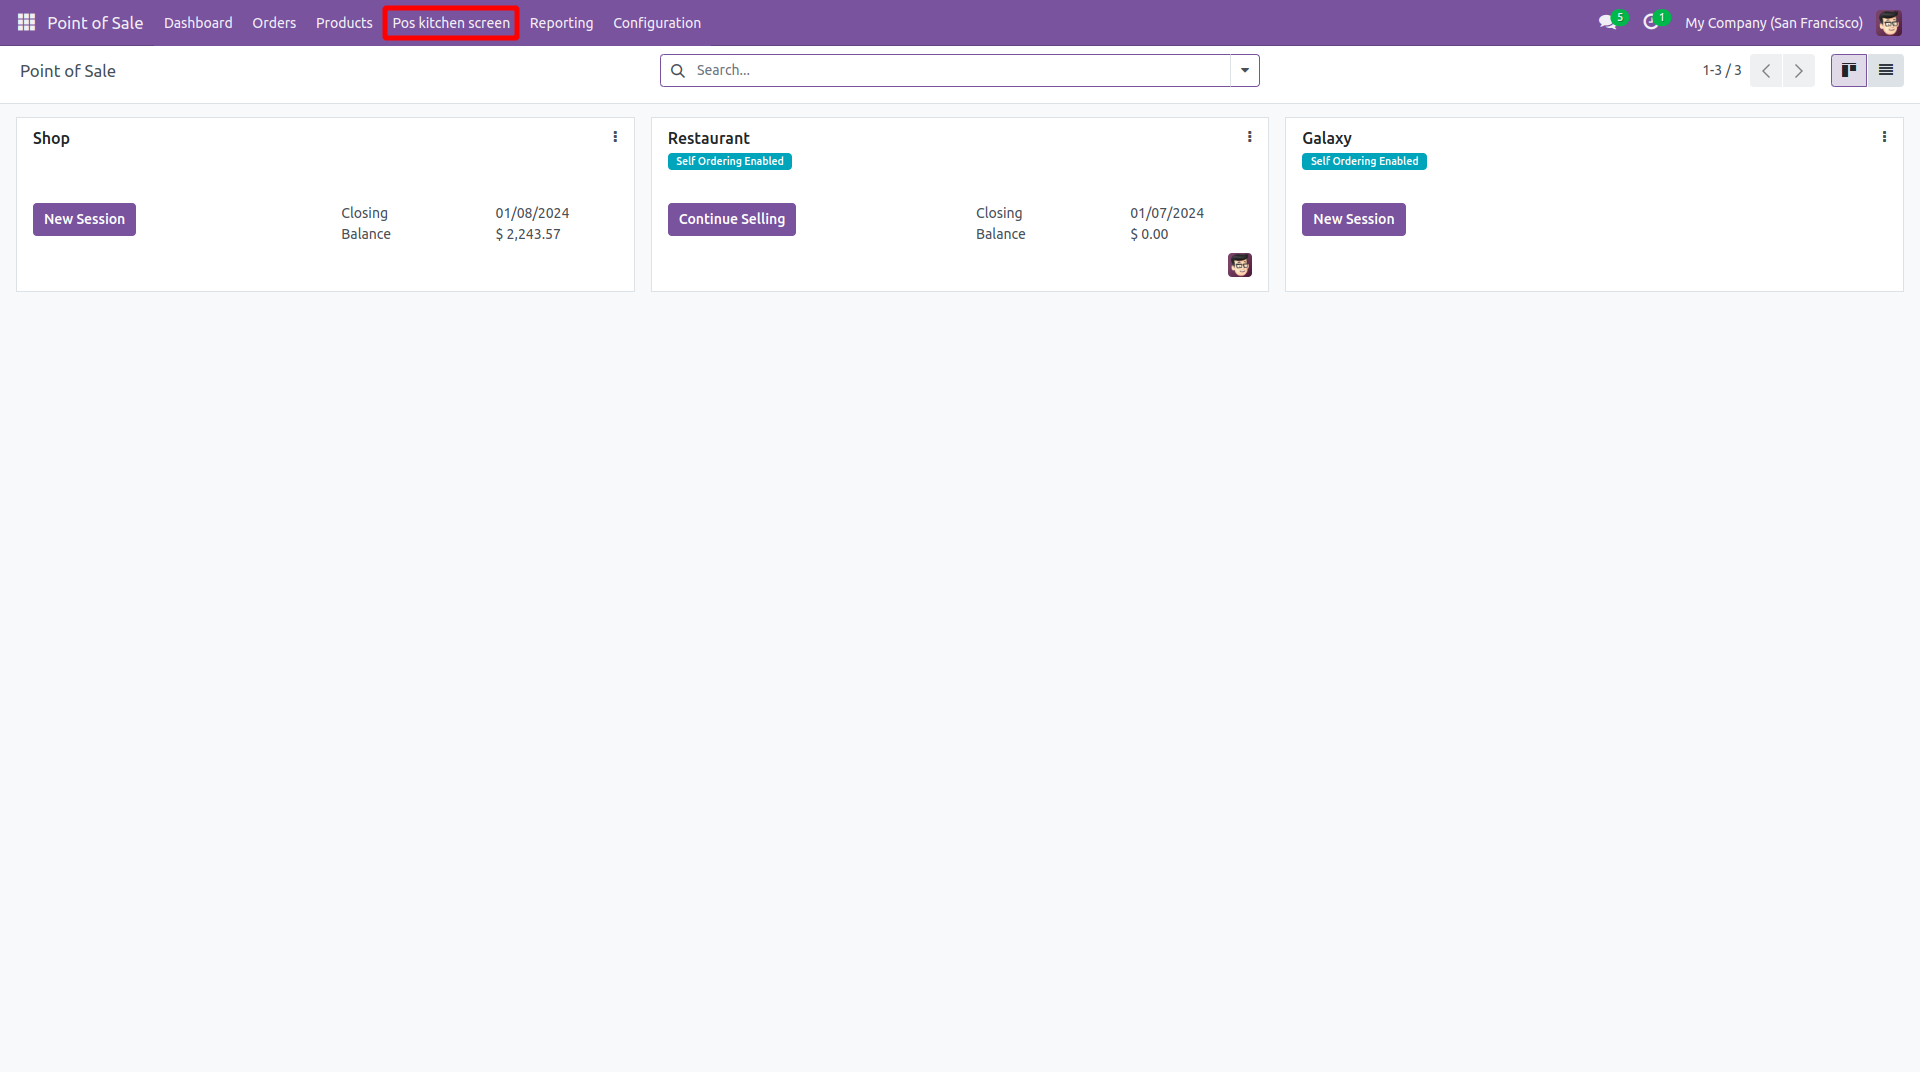 Point of Sale Dashboard Orders Products Pos kitchen screen Reporting Configuration 5 1 My Company (San Francisco)
Point of Sale Search... 1-3 / 3
Shop
New Session Closing 01/08/2024
Balance $ 2,243.57
Restaurant
Self Ordering Enabled
Continue Selling Closing 01/07/2024
Balance $ 0.00
Galaxy
Self Ordering Enabled
New Session